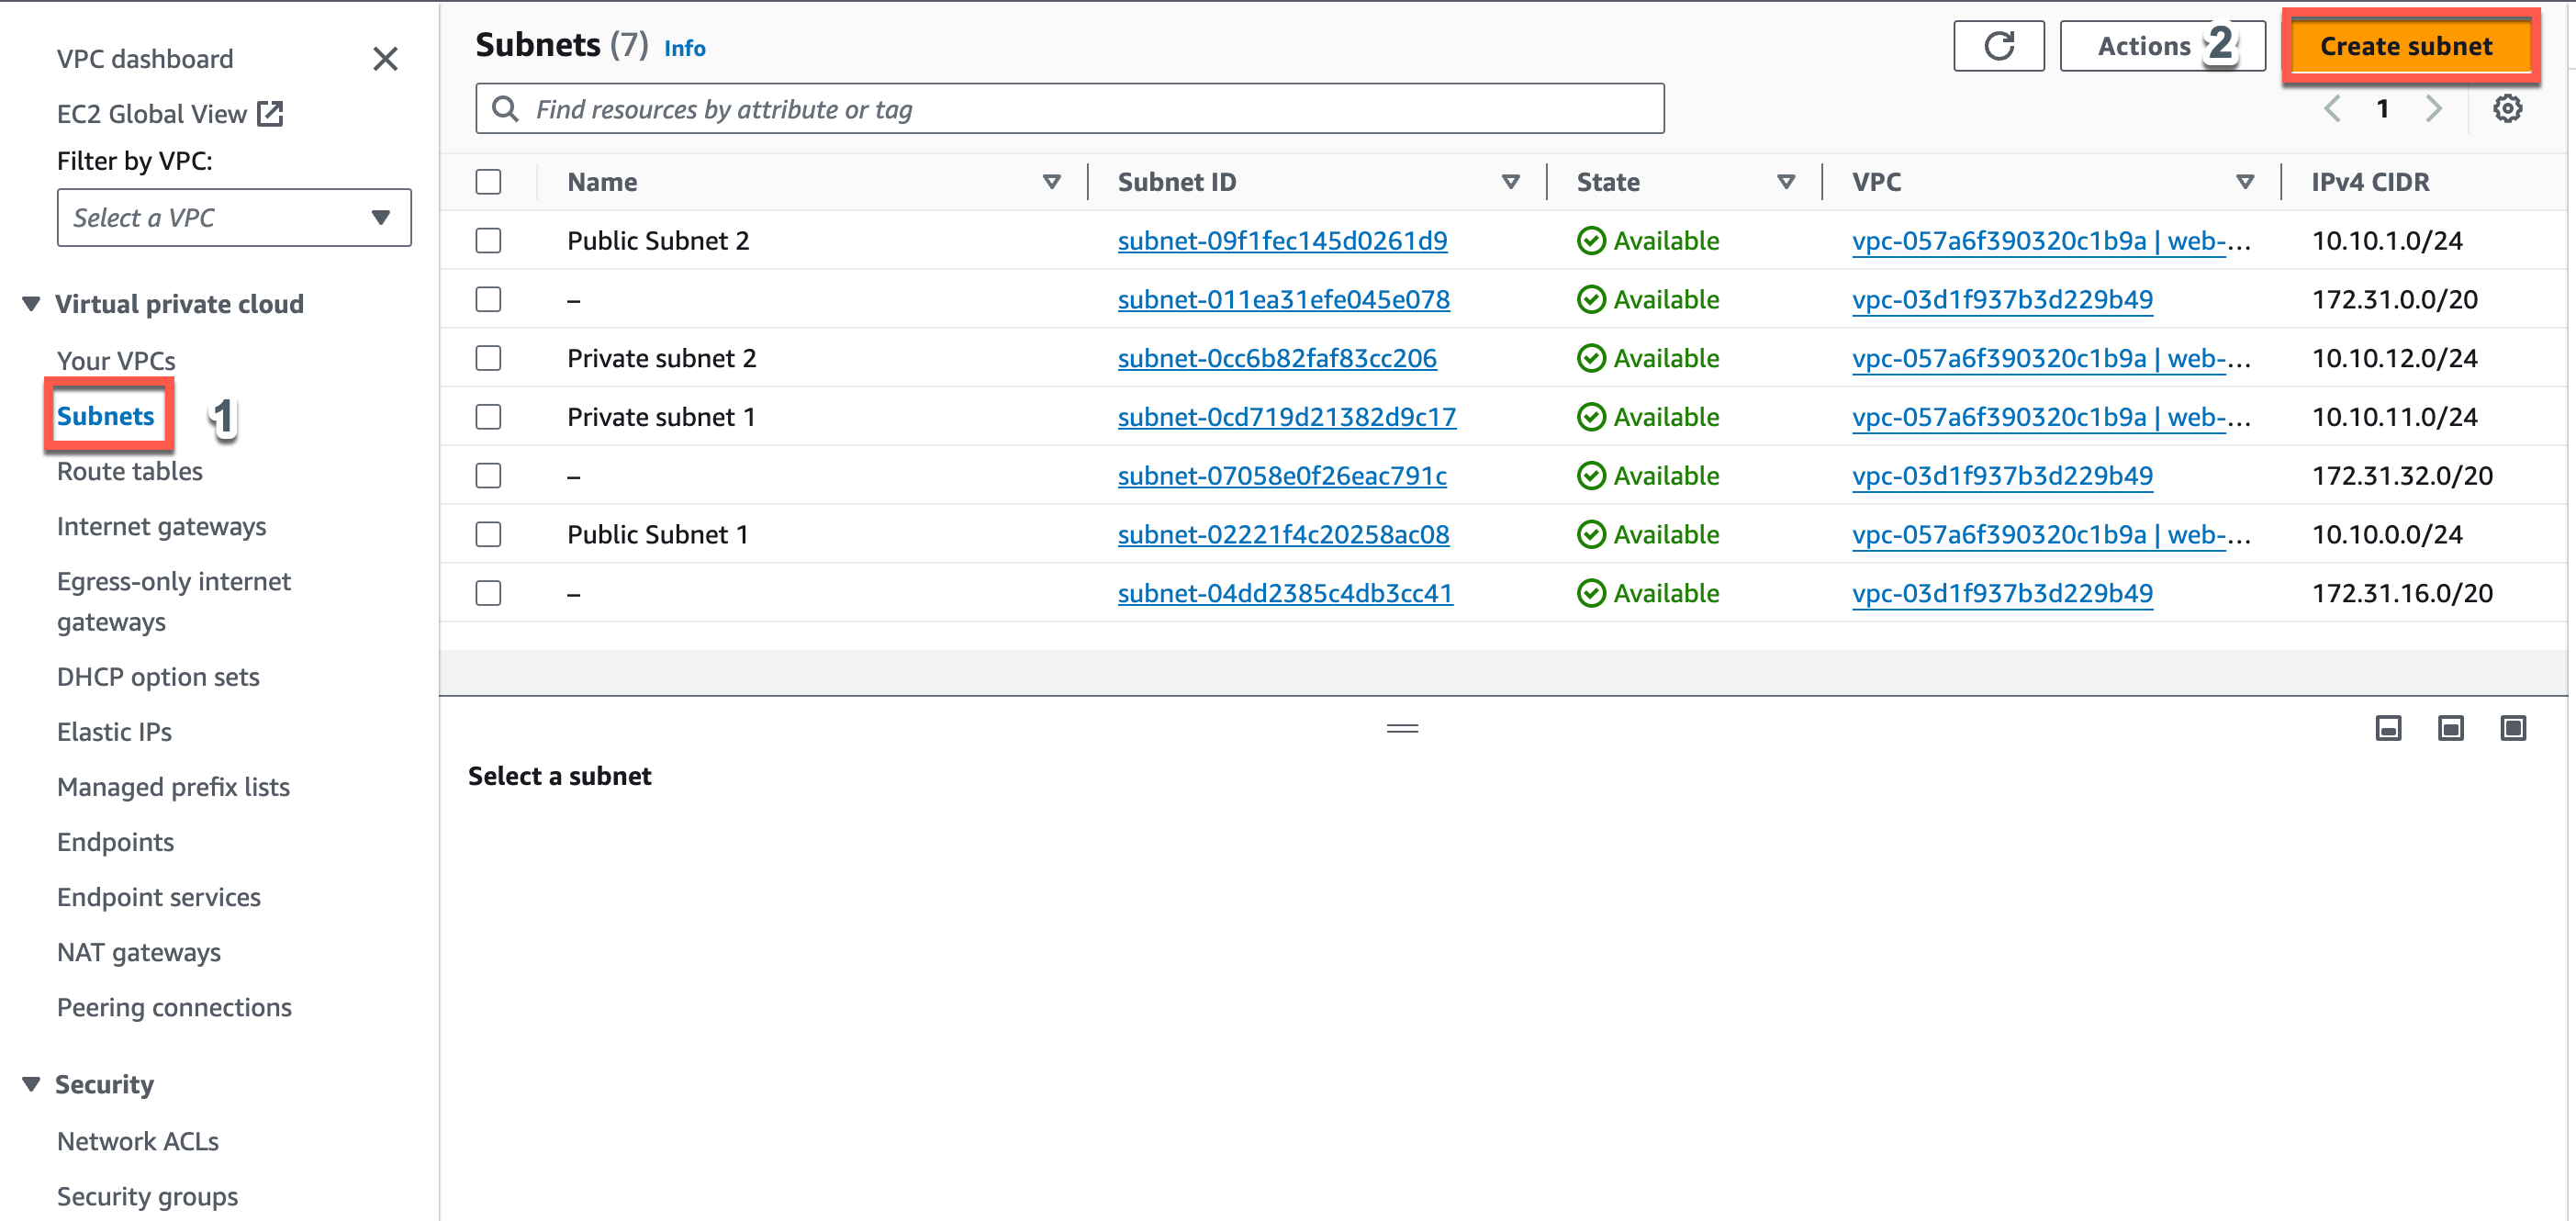 VPC dashboard
EC2 Global View
Filter by VPC:
Select a VPC
Virtual private cloud
Your VPCs
Subnets 1
Route tables
Internet gateways
Egress-only internet
gateways
DHCP option sets
Elastic IPs
Managed prefix lists
Endpoints
Endpoint services
NAT gateways
Peering connections
Security
Network ACLs
Security groups
Subnets (7) Info
Actions 2 Create subnet
Find resources by attribute or tag
1
Name Subnet ID State VPC IPv4 CIDR
Public Subnet 2 subnet-09f1fec145d0261d9 Available vpc-057a6f390320c1b9a | web-... 10.10.1.0/24
– subnet-011ea31efe045e078 Available vpc-03d1f937b3d229b49 172.31.0.0/20
Private subnet 2 subnet-0cc6b82faf83cc206 Available vpc-057a6f390320c1b9a | web-... 10.10.12.0/24
Private subnet 1 subnet-0cd719d21382d9c17 Available vpc-057a6f390320c1b9a | web-... 10.10.11.0/24
– subnet-07058e0f26eac791c Available vpc-03d1f937b3d229b49 172.31.32.0/20
Public Subnet 1 subnet-02221f4c20258ac08 Available vpc-057a6f390320c1b9a | web-... 10.10.0.0/24
– subnet-04dd2385c4db3cc41 Available vpc-03d1f937b3d229b49 172.31.16.0/20
Select a subnet